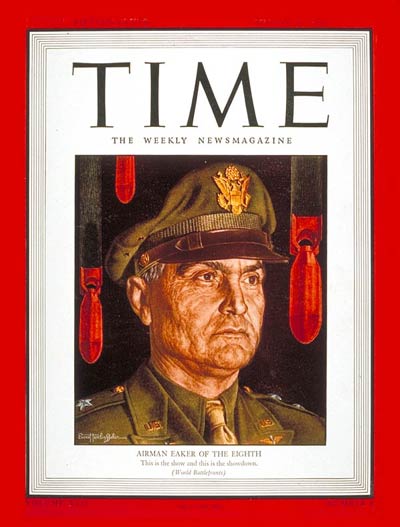 TIME
THE WEEKLY NEWSMAGAZINE
AIRMAN EAKER OF THE EIGHTH
This is the show and this is the showdown.
(World Battlefronts)